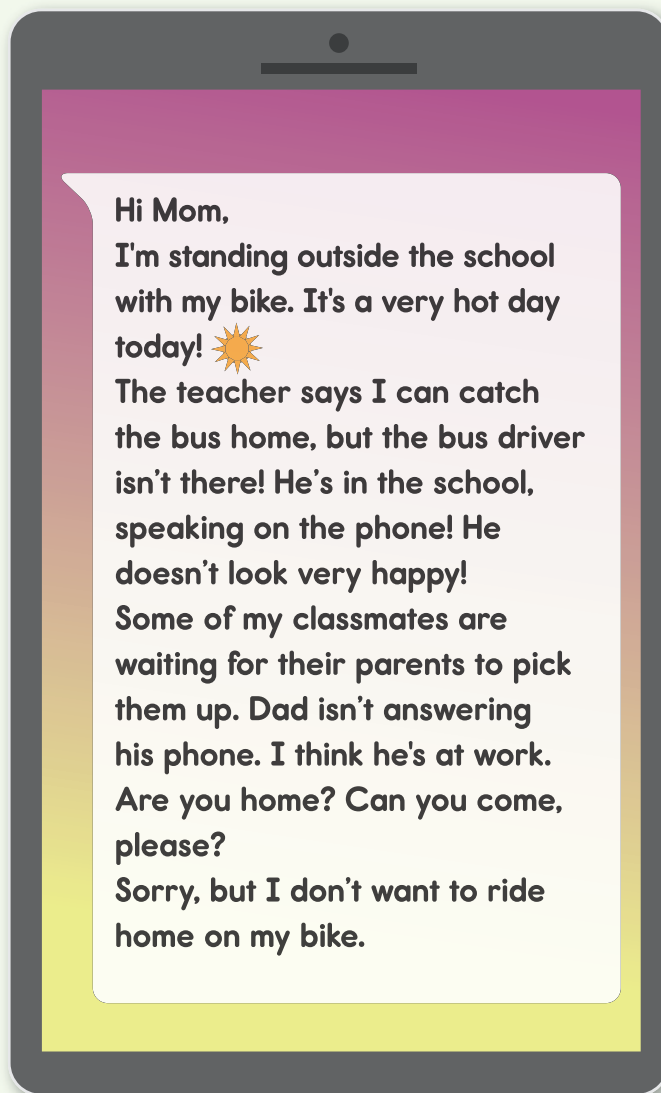 Hi Mom,
I'm standing outside the school
with my bike. It's a very hot day
today!
The teacher says I can catch
the bus home, but the bus driver
isn’t there! He’s in the school,
speaking on the phone! He
doesn’t look very happy!
Some of my classmates are
waiting for their parents to pick
them up. Dad isn’t answering
his phone. I think he's at work.
Are you home? Can you come,
please?
Sorry, but I don’t want to ride
home on my bike.